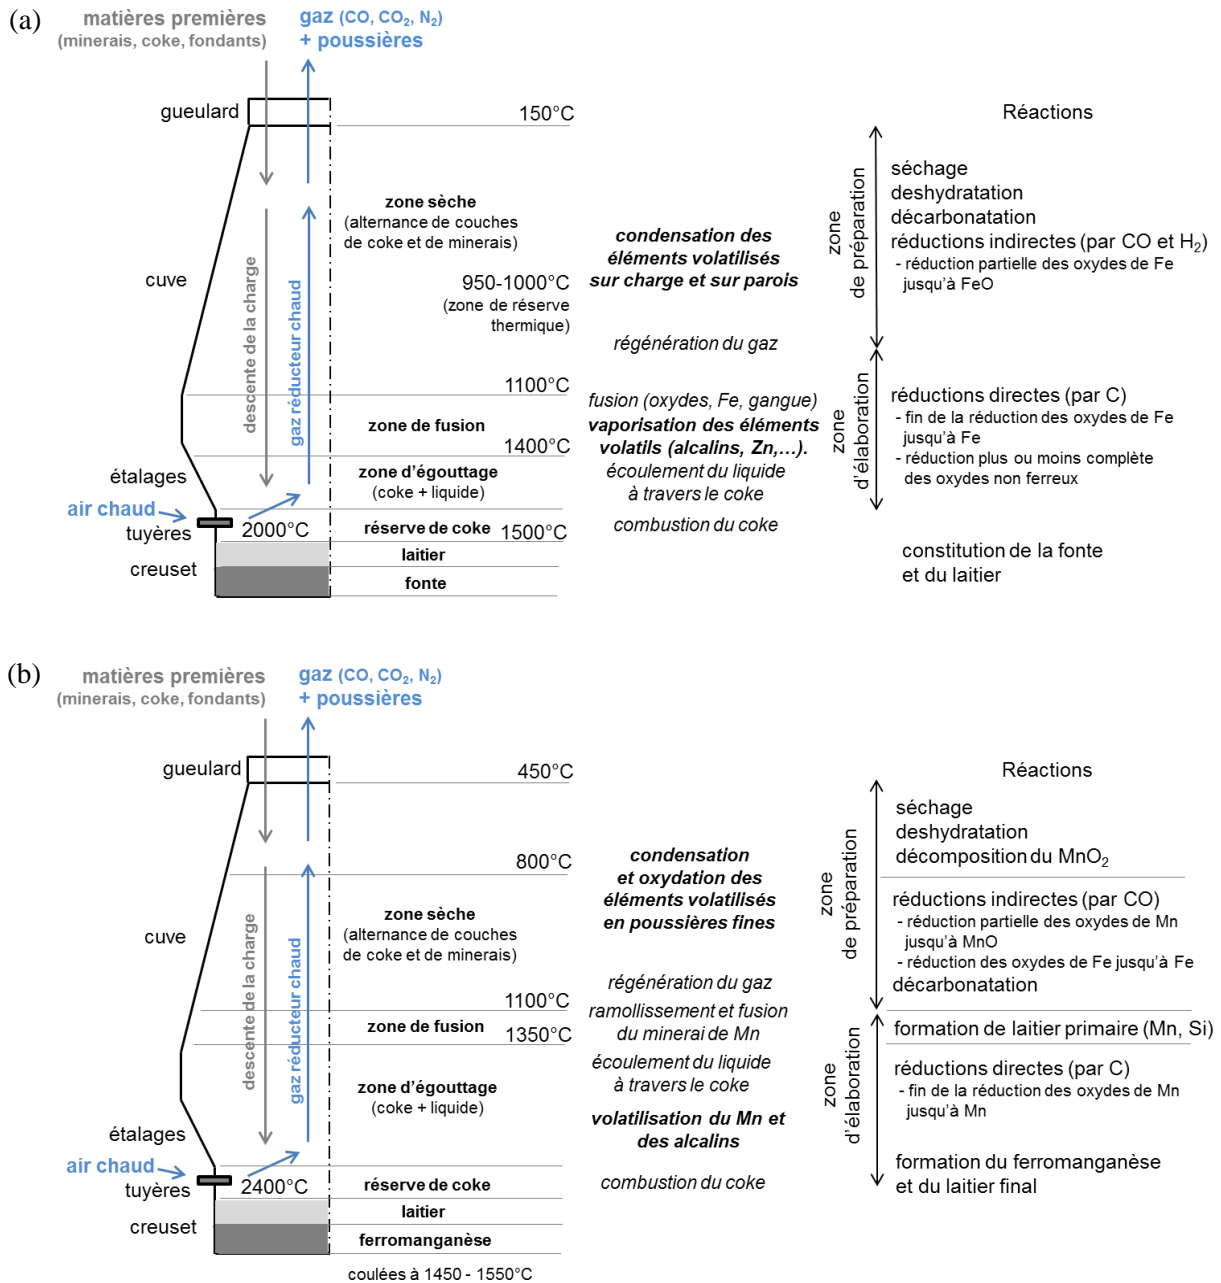 (a)
matières premières
(minerais, coke, fondants)
gaz (CO, CO₂, N₂)
+ poussières
gueulard
150°C
Réactions
zone sèche
(alternance de couches
de coke et de minerais)
cuve
950-1000°C
(zone de réserve
thermique)
descente de la charge
gaz réducteur chaud
condensation des
éléments volatilisés
sur charge et sur parois
régénération du gaz
zone
de préparation
séchage
deshydratation
décarbonatation
réductions indirectes (par CO et H₂)
- réduction partielle des oxydes de Fe
jusqu'à FeO
1100°C
zone de fusion
1400°C
fusion (oxydes, Fe, gangue)
vaporisation des éléments
volatils (alcalins, Zn,…).
écoulement du liquide
à travers le coke
combustion du coke
zone
d'élaboration
réductions directes (par C)
- fin de la réduction des oxydes de Fe
jusqu'à Fe
- réduction plus ou moins complète
des oxydes non ferreux
étalages
zone d'égouttage
(coke + liquide)
air chaud
tuyères
2000°C
réserve de coke
1500°C
creuset
laitier
fonte
constitution de la fonte
et du laitier
(b)
matières premières
(minerais, coke, fondants)
gaz (CO, CO₂, N₂)
+ poussières
gueulard
450°C
Réactions
800°C
cuve
zone sèche
(alternance de couches
de coke et de minerais)
descente de la charge
gaz réducteur chaud
condensation
et oxydation des
éléments volatilisés
en poussières fines
régénération du gaz
zone
de préparation
séchage
deshydratation
décomposition du MnO₂
réductions indirectes (par CO)
- réduction partielle des oxydes de Mn
jusqu'à MnO
- réduction des oxydes de Fe jusqu'à Fe
décarbonatation
1100°C
zone de fusion
1350°C
ramollissement et fusion
du minerai de Mn
écoulement du liquide
à travers le coke
volatilisation du Mn et
des alcalins
combustion du coke
zone
d'élaboration
formation de laitier primaire (Mn, Si)
réductions directes (par C)
- fin de la réduction des oxydes de Mn
jusqu'à Mn
formation du ferromanganèse
et du laitier final
zone d'égouttage
(coke + liquide)
étalages
air chaud
tuyères
2400°C
réserve de coke
creuset
laitier
ferromanganèse
coulées à 1450 - 1550°C